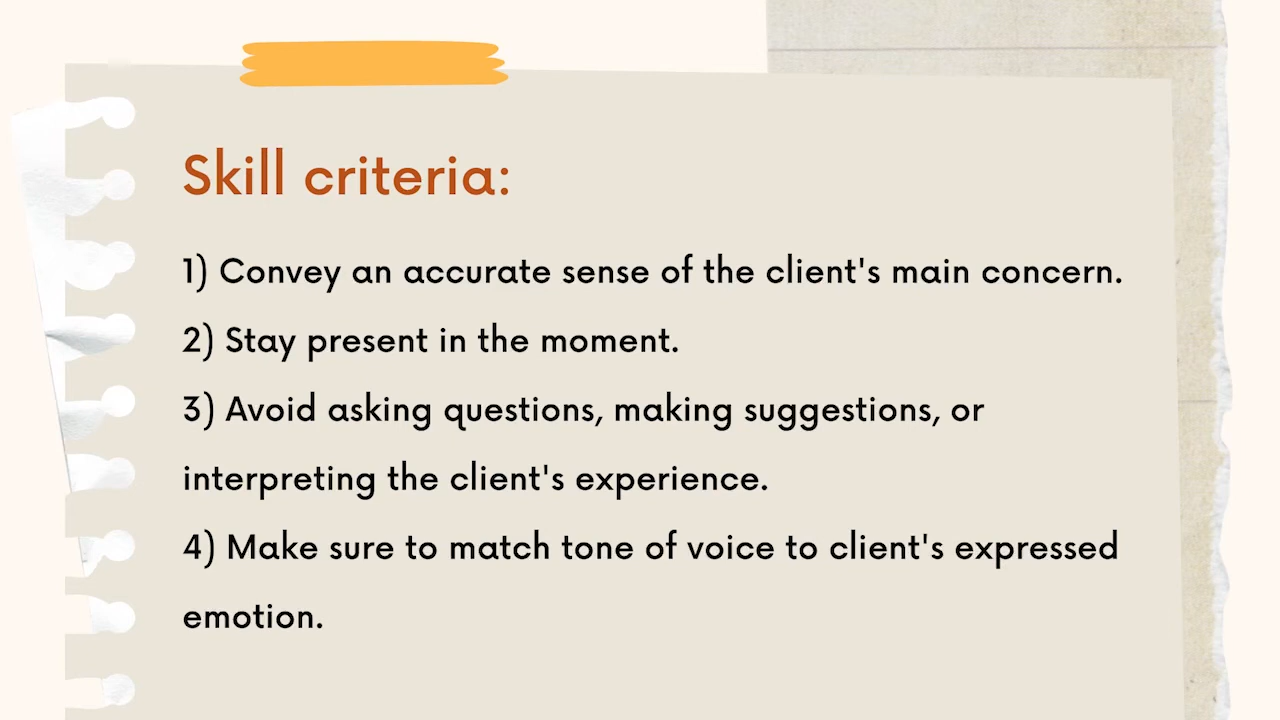 Skill criteria:
1) Convey an accurate sense of the client's main concern.
2) Stay present in the moment.
3) Avoid asking questions, making suggestions, or
interpreting the client's experience.
4) Make sure to match tone of voice to client's expressed
emotion.